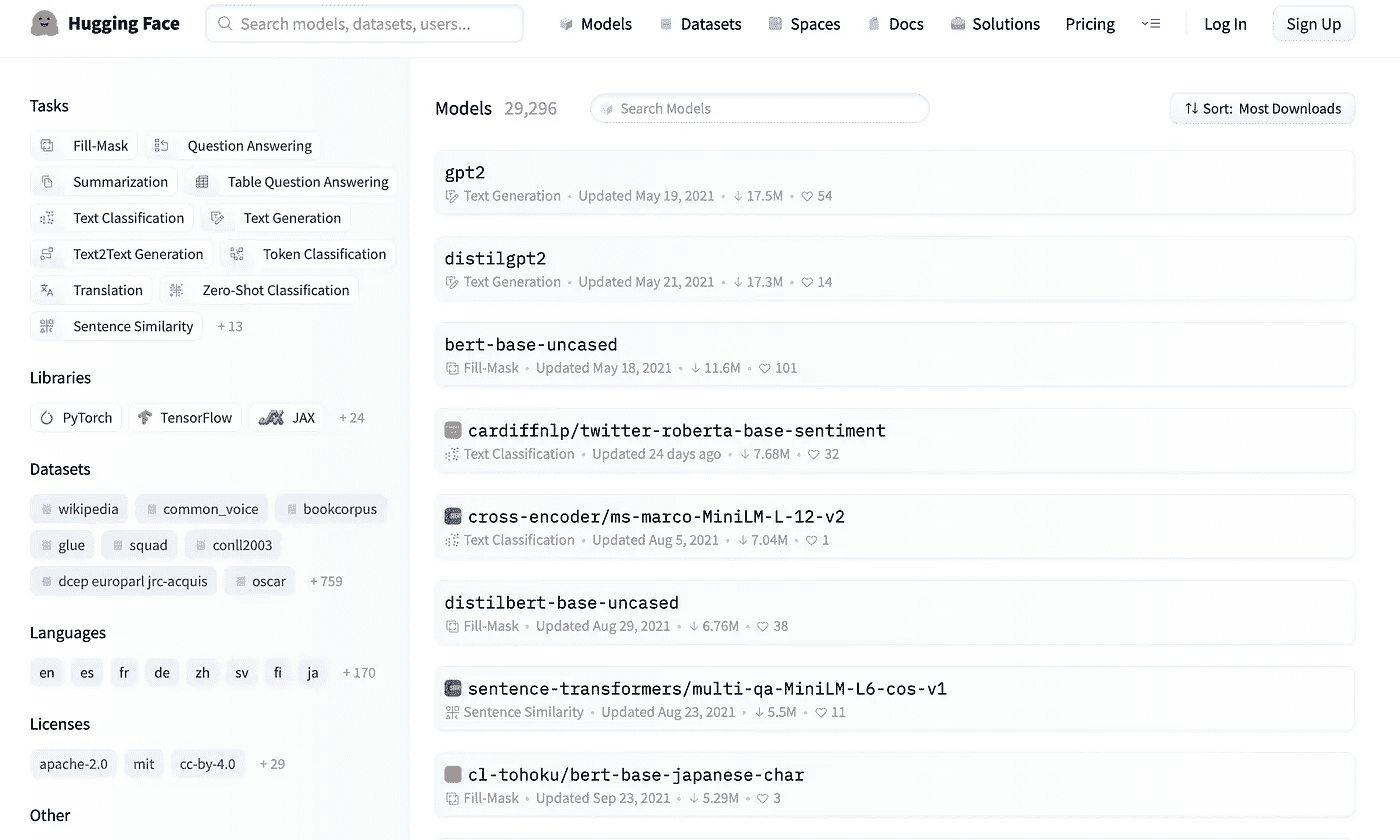 Hugging Face Search models, datasets, users... Models Datasets Spaces Docs Solutions Pricing Log In Sign Up
Tasks
Fill-Mask Question Answering
Summarization Table Question Answering
Text Classification Text Generation
Text2Text Generation Token Classification
Translation Zero-Shot Classification
Sentence Similarity + 13
Libraries
PyTorch TensorFlow JAX + 24
Datasets
wikipedia common_voice bookcorpus
glue squad conll2003
dcep europarl jrc-acquis oscar + 759
Languages
en es fr de zh sv fi ja + 170
Licenses
apache-2.0 mit cc-by-4.0 + 29
Other
Models 29,296 Search Models Sort: Most Downloads
gpt2
Text Generation • Updated May 19, 2021 • ↓ 17.5M • ♡ 54
distilgpt2
Text Generation • Updated May 21, 2021 • ↓ 17.3M • ♡ 14
bert-base-uncased
Fill-Mask • Updated May 18, 2021 • ↓ 11.6M • ♡ 101
cardiffnlp/twitter-roberta-base-sentiment
Text Classification • Updated 24 days ago • ↓ 7.68M • ♡ 32
cross-encoder/ms-marco-MiniLM-L-12-v2
Text Classification • Updated Aug 5, 2021 • ↓ 7.04M • ♡ 1
distilbert-base-uncased
Fill-Mask • Updated Aug 29, 2021 • ↓ 6.76M • ♡ 38
sentence-transformers/multi-qa-MiniLM-L6-cos-v1
Sentence Similarity • Updated Aug 23, 2021 • ↓ 5.5M • ♡ 11
cl-tohoku/bert-base-japanese-char
Fill-Mask • Updated Sep 23, 2021 • ↓ 5.29M • ♡ 3